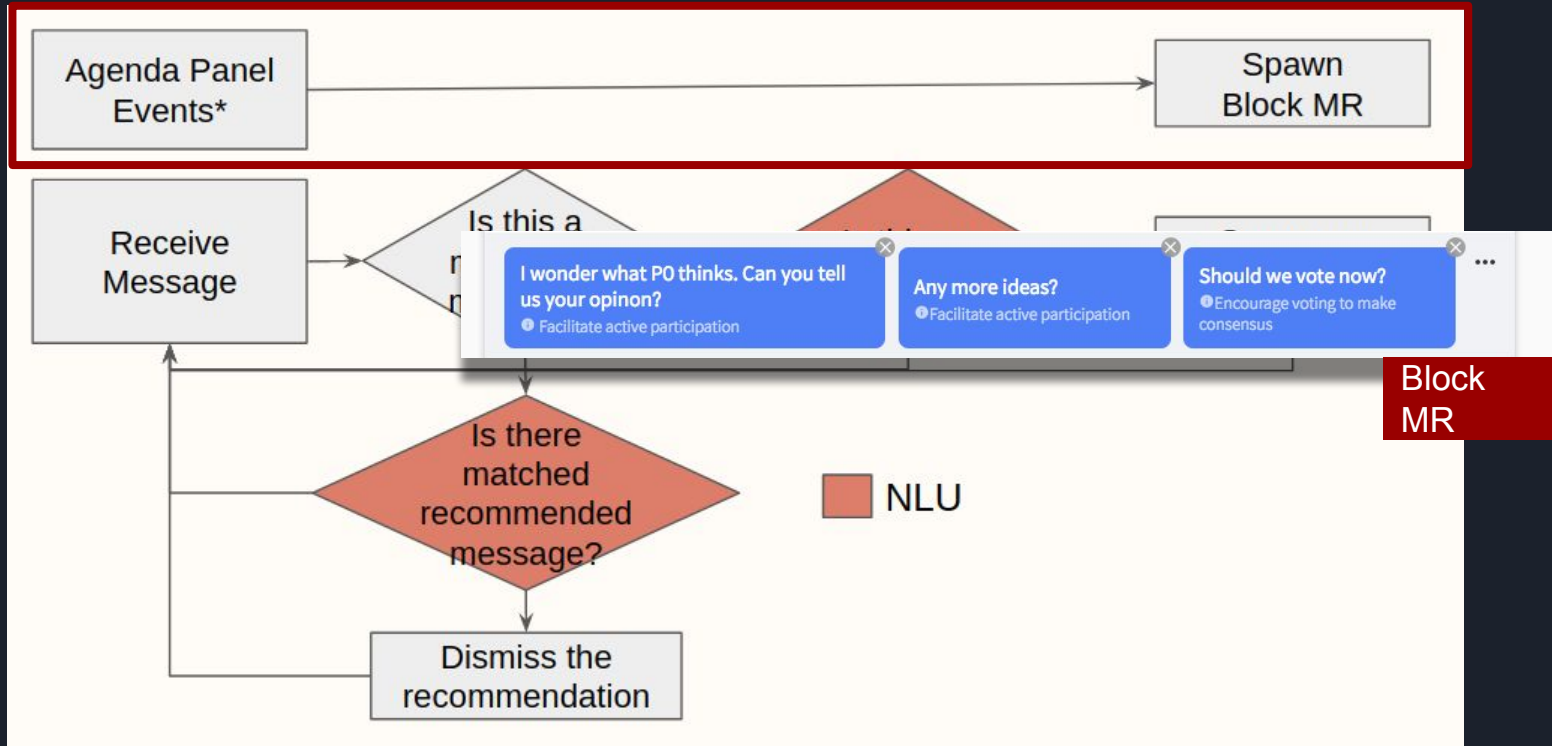 Agenda Panel
Events*
Spawn
Block MR
Receive
Message
Is this a
I wonder what P0 thinks. Can you tell
us your opinon?
Facilitate active participation
Any more ideas?
Facilitate active participation
Should we vote now?
Encourage voting to make
consensus
Block
MR
Is there
matched
recommended
message?
NLU
Dismiss the
recommendation